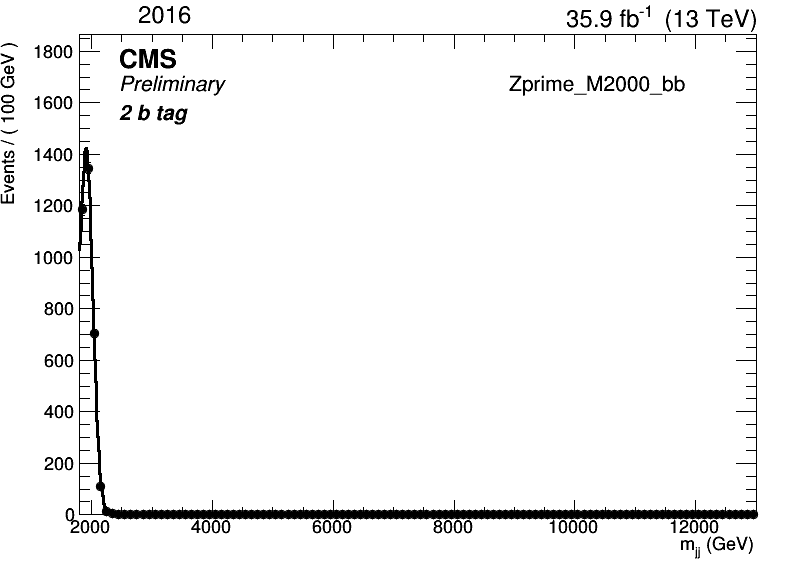 2016
35.9 fb⁻¹ (13 TeV)
CMS
Preliminary
2 b tag
Zprime_M2000_bb
Events / ( 100 GeV )
1800
1600
1400
1200
1000
800
600
400
200
0
2000 4000 6000 8000 10000 12000
m_jj (GeV)